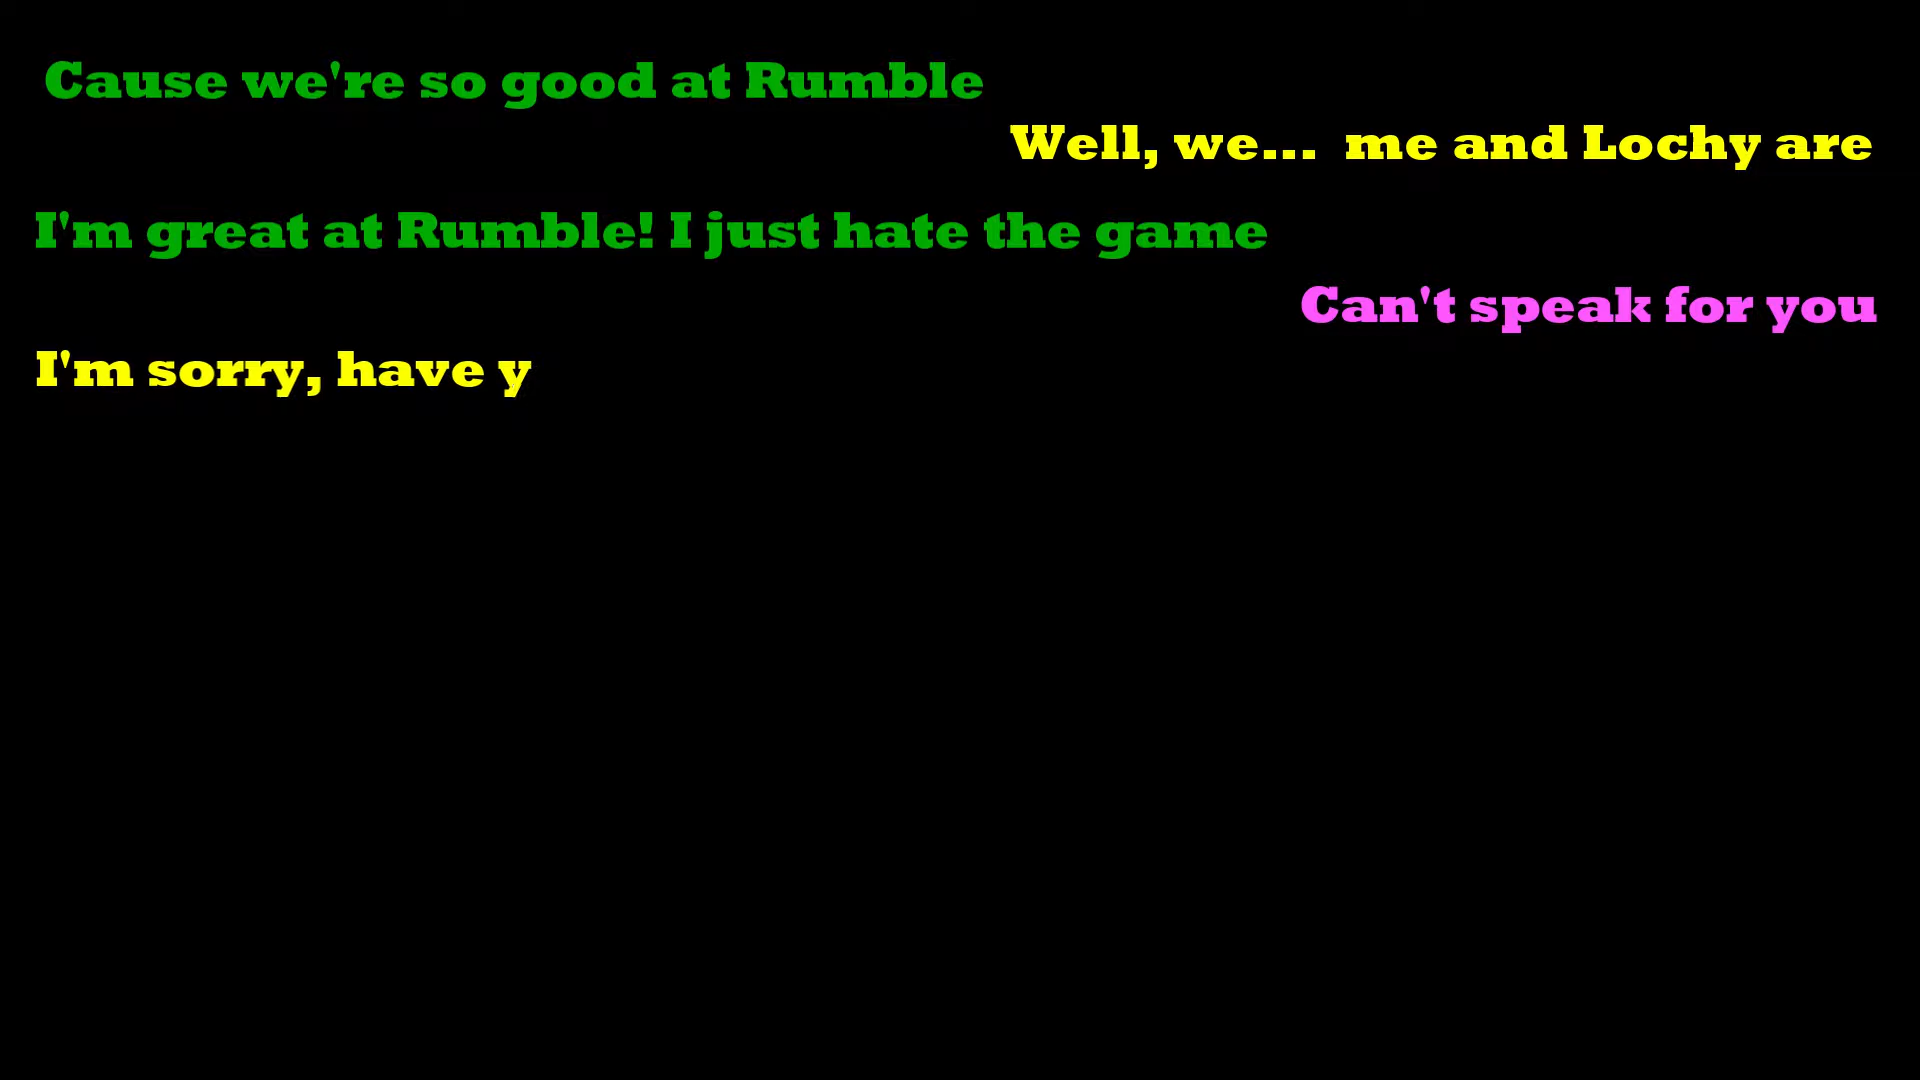 Cause we're so good at Rumble
Well, we...  me and Lochy are
I'm great at Rumble! I just hate the game
Can't speak for you
I'm sorry, have y